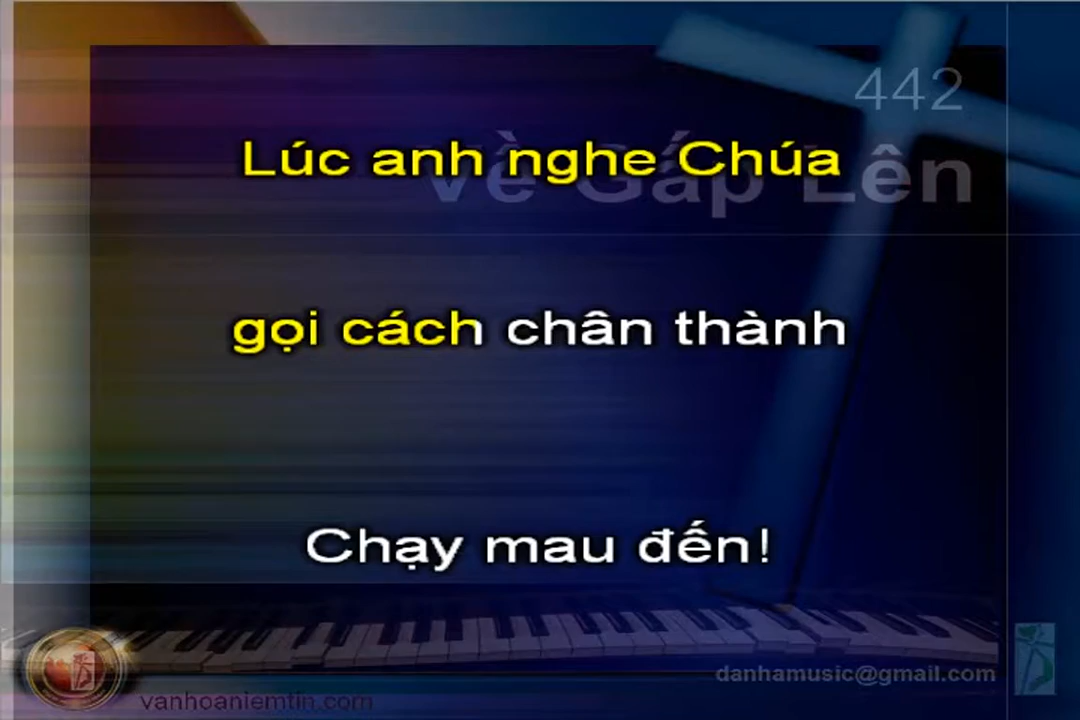 442
Về Gấp Lên
Lúc anh nghe Chúa
gọi cách chân thành
Chạy mau đến!
danhamusic@gmail.com
vanhoaniemtin.com